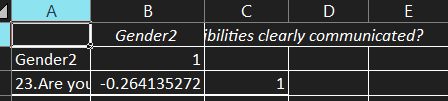 A B C D E
Gender2 ibilities clearly communicated?
Gender2 1
23.Are you -0.264135272 1